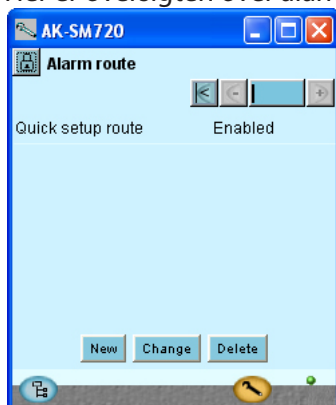 AK-SM720
Alarm route
Quick setup route Enabled
New Change Delete